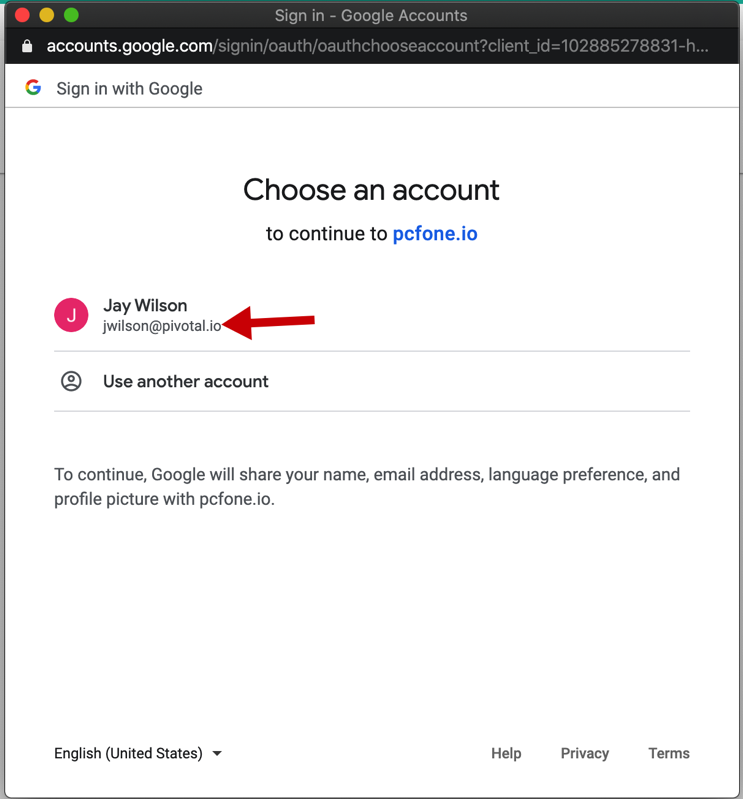 Sign in - Google Accounts
accounts.google.com/signin/oauth/oauthchooseaccount?client_id=102885278831-h...
Sign in with Google
Choose an account
to continue to pcfone.io
J
Jay Wilson
jwilson@pivotal.io
Use another account
To continue, Google will share your name, email address, language preference, and
profile picture with pcfone.io.
English (United States)
Help
Privacy
Terms